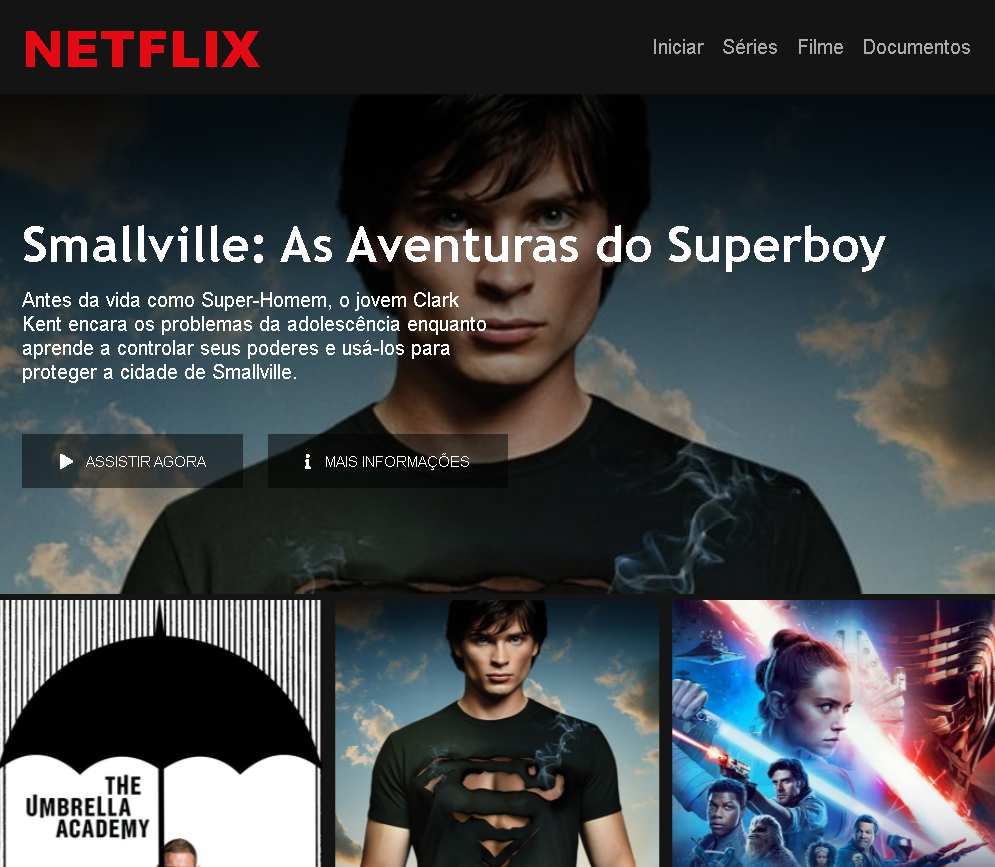 NETFLIX
Iniciar Séries Filme Documentos
Smallville: As Aventuras do Superboy
Antes da vida como Super-Homem, o jovem Clark
Kent encara os problemas da adolescência enquanto
aprende a controlar seus poderes e usá-los para
proteger a cidade de Smallville.
ASSISTIR AGORA
MAIS INFORMAÇÕES
THE
UMBRELLA
ACADEMY